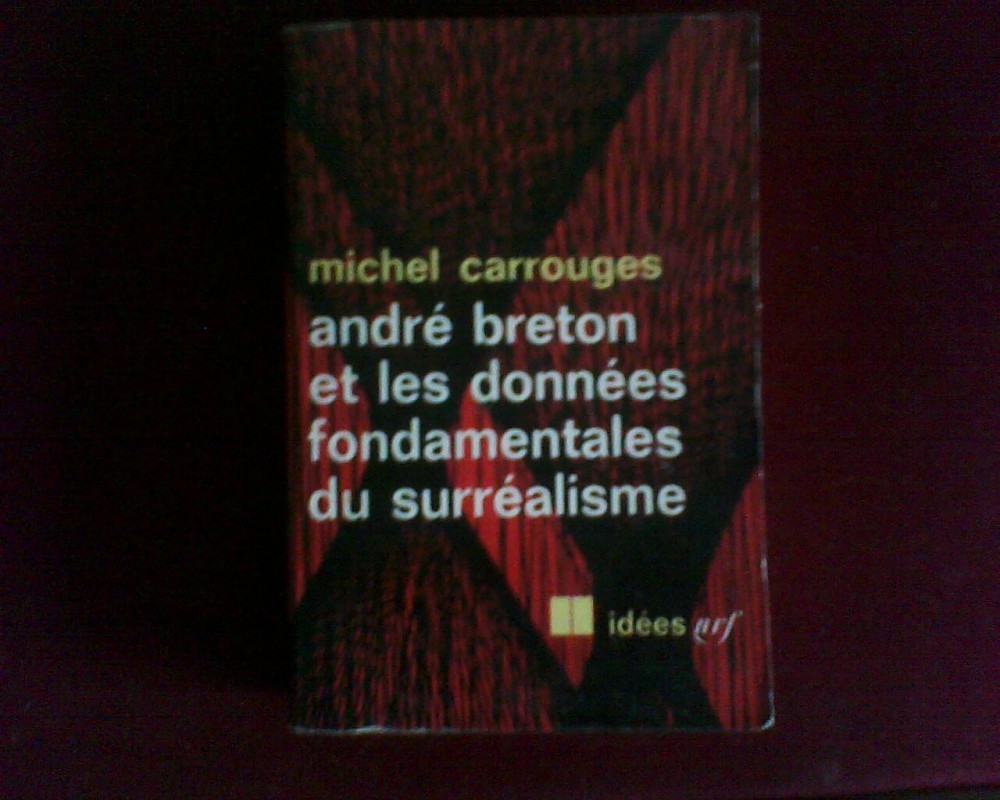 michel carrouges
andré breton
et les données
fondamentales
du surréalisme
idées nrf